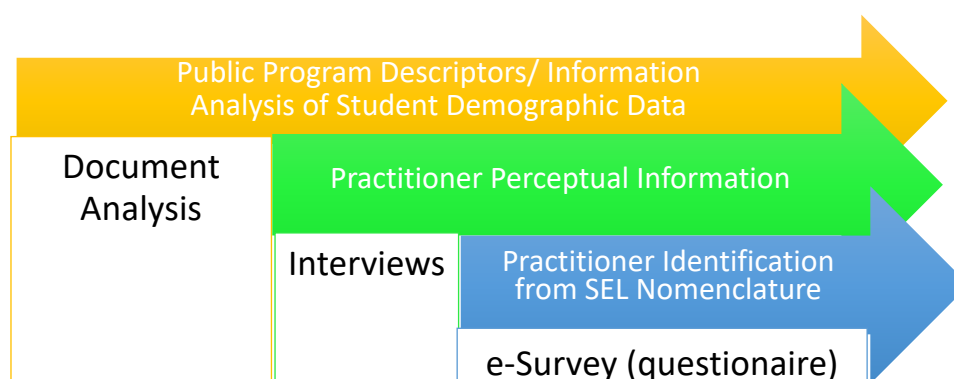 Public Program Descriptors/ Information
Analysis of Student Demographic Data
Document
Analysis
Practitioner Perceptual Information
Interviews
Practitioner Identification
from SEL Nomenclature
e-Survey (questionaire)